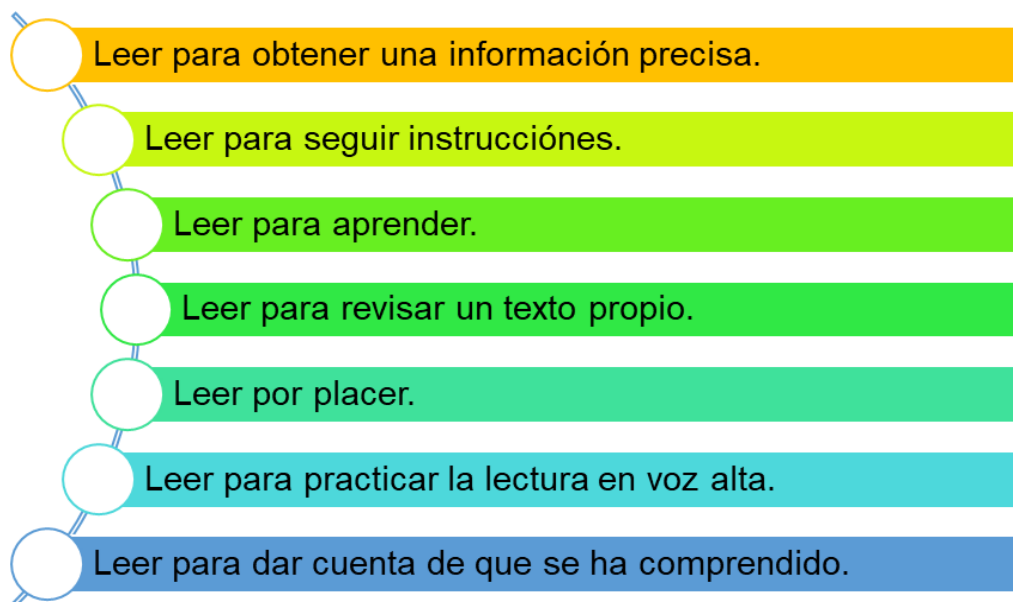 Leer para obtener una información precisa.
Leer para seguir instrucciónes.
Leer para aprender.
Leer para revisar un texto propio.
Leer por placer.
Leer para practicar la lectura en voz alta.
Leer para dar cuenta de que se ha comprendido.